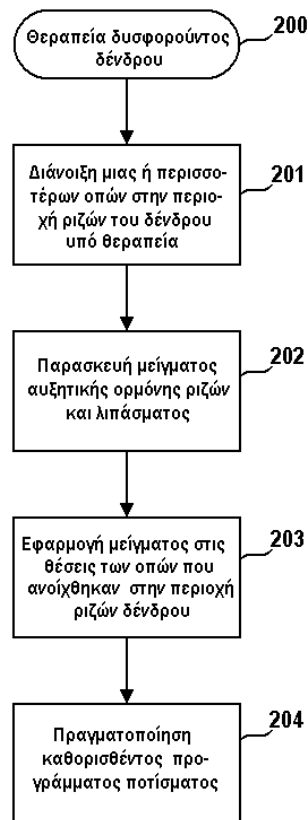 Θεραπεία δυσφορούντος
δένδρου
200
Διάνοιξη μιας ή περισσο-
τέρων οπών στην περιο-
χή ριζών του δένδρου
υπό θεραπεία
201
Παρασκευή μείγματος
αυξητικής ορμόνης ριζών
και λιπάσματος
202
Εφαρμογή μείγματος στις
θέσεις των οπών που
ανοίχθηκαν στην περιοχή
ριζών δένδρου
203
Πραγματοποίηση
καθορισθέντος προ-
γράμματος ποτίσματος
204